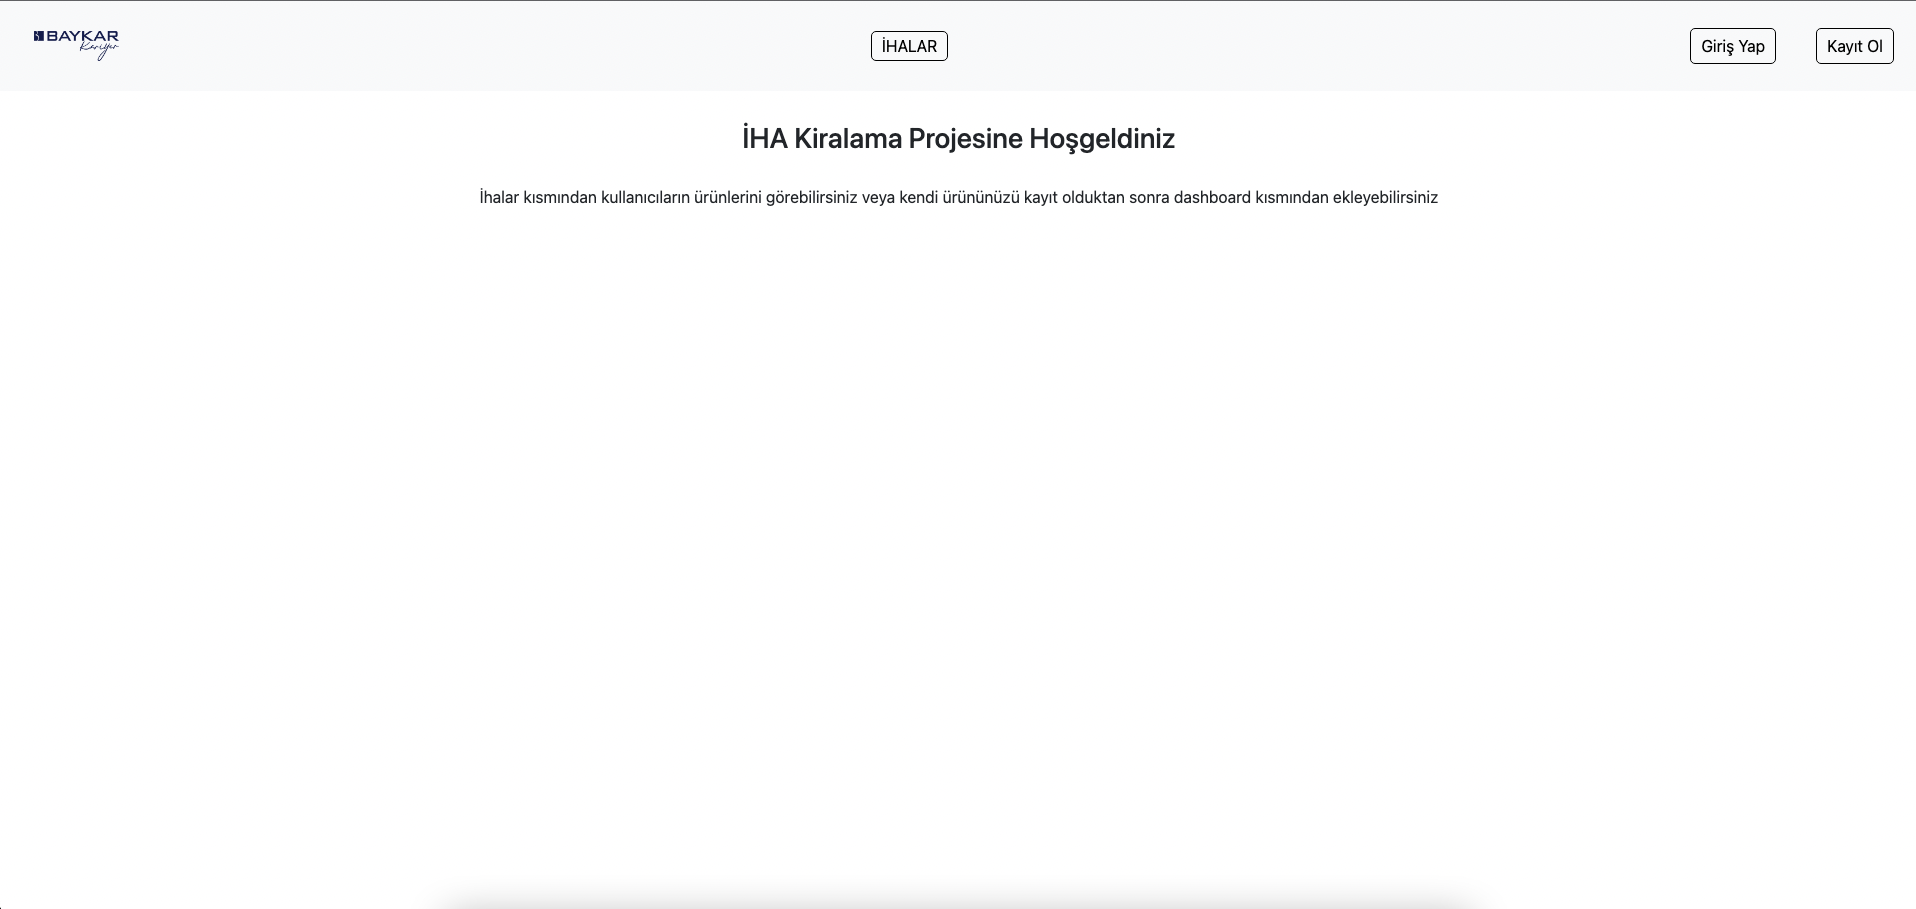 BAYKAR
Kariyer
İHALAR
Giriş Yap
Kayıt Ol
İHA Kiralama Projesine Hoşgeldiniz
İhalar kısmından kullanıcıların ürünlerini görebilirsiniz veya kendi ürününüzü kayıt olduktan sonra dashboard kısmından ekleyebilirsiniz